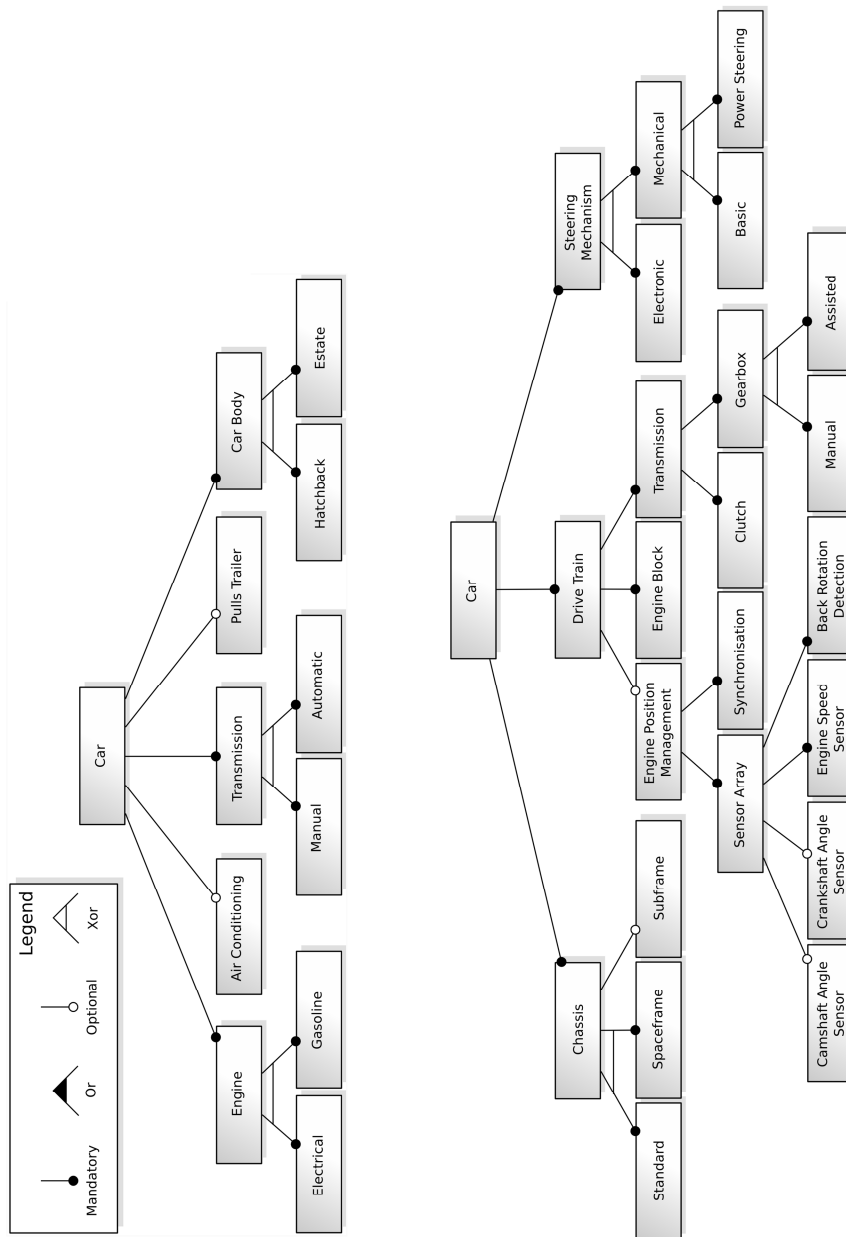 Legend
Mandatory
Or
Optional
Xor
Car
Engine
Air Conditioning
Transmission
Pulls Trailer
Car Body
Electrical
Gasoline
Manual
Automatic
Hatchback
Estate
Car
Chassis
Drive Train
Steering
Mechanism
Standard
Spaceframe
Subframe
Engine Position
Management
Engine Block
Transmission
Electronic
Mechanical
Sensor Array
Synchronisation
Clutch
Gearbox
Basic
Power Steering
Camshaft Angle
Sensor
Crankshaft Angle
Sensor
Engine Speed
Sensor
Back Rotation
Detection
Manual
Assisted